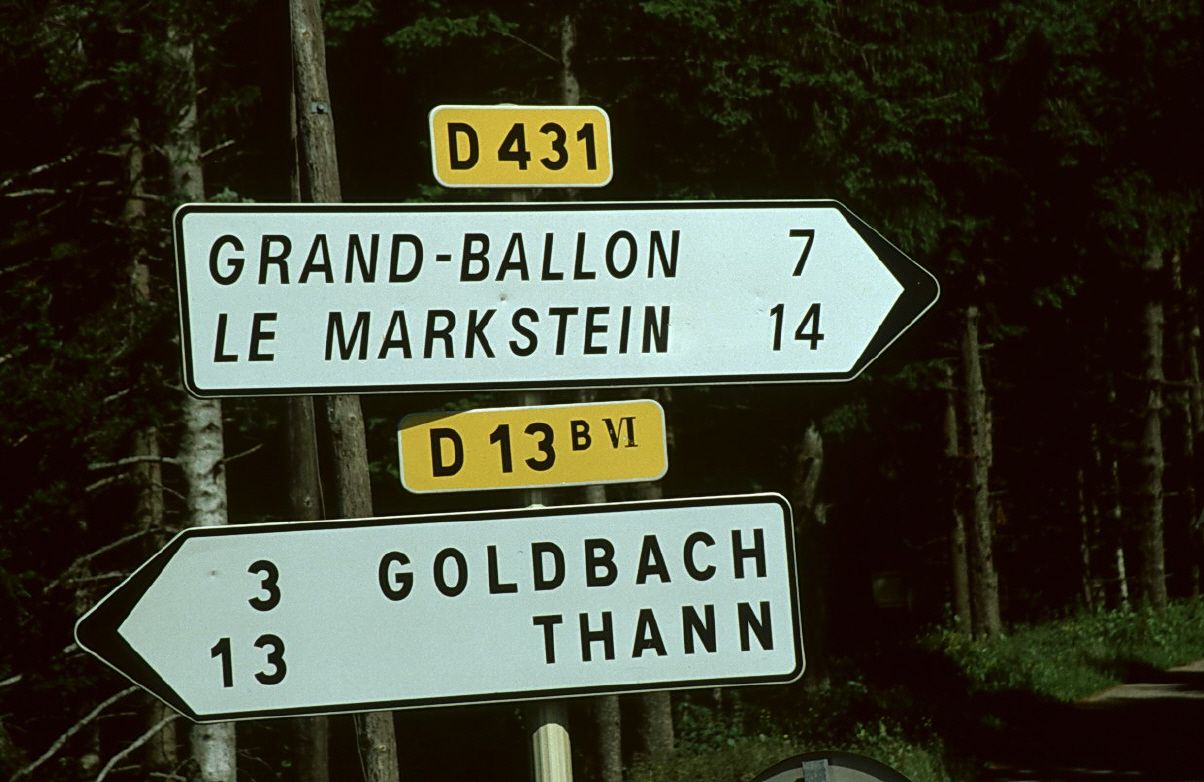 D 431
GRAND-BALLON 7
LE MARKSTEIN 14
D 13 B VI
3 GOLDBACH
13 THANN